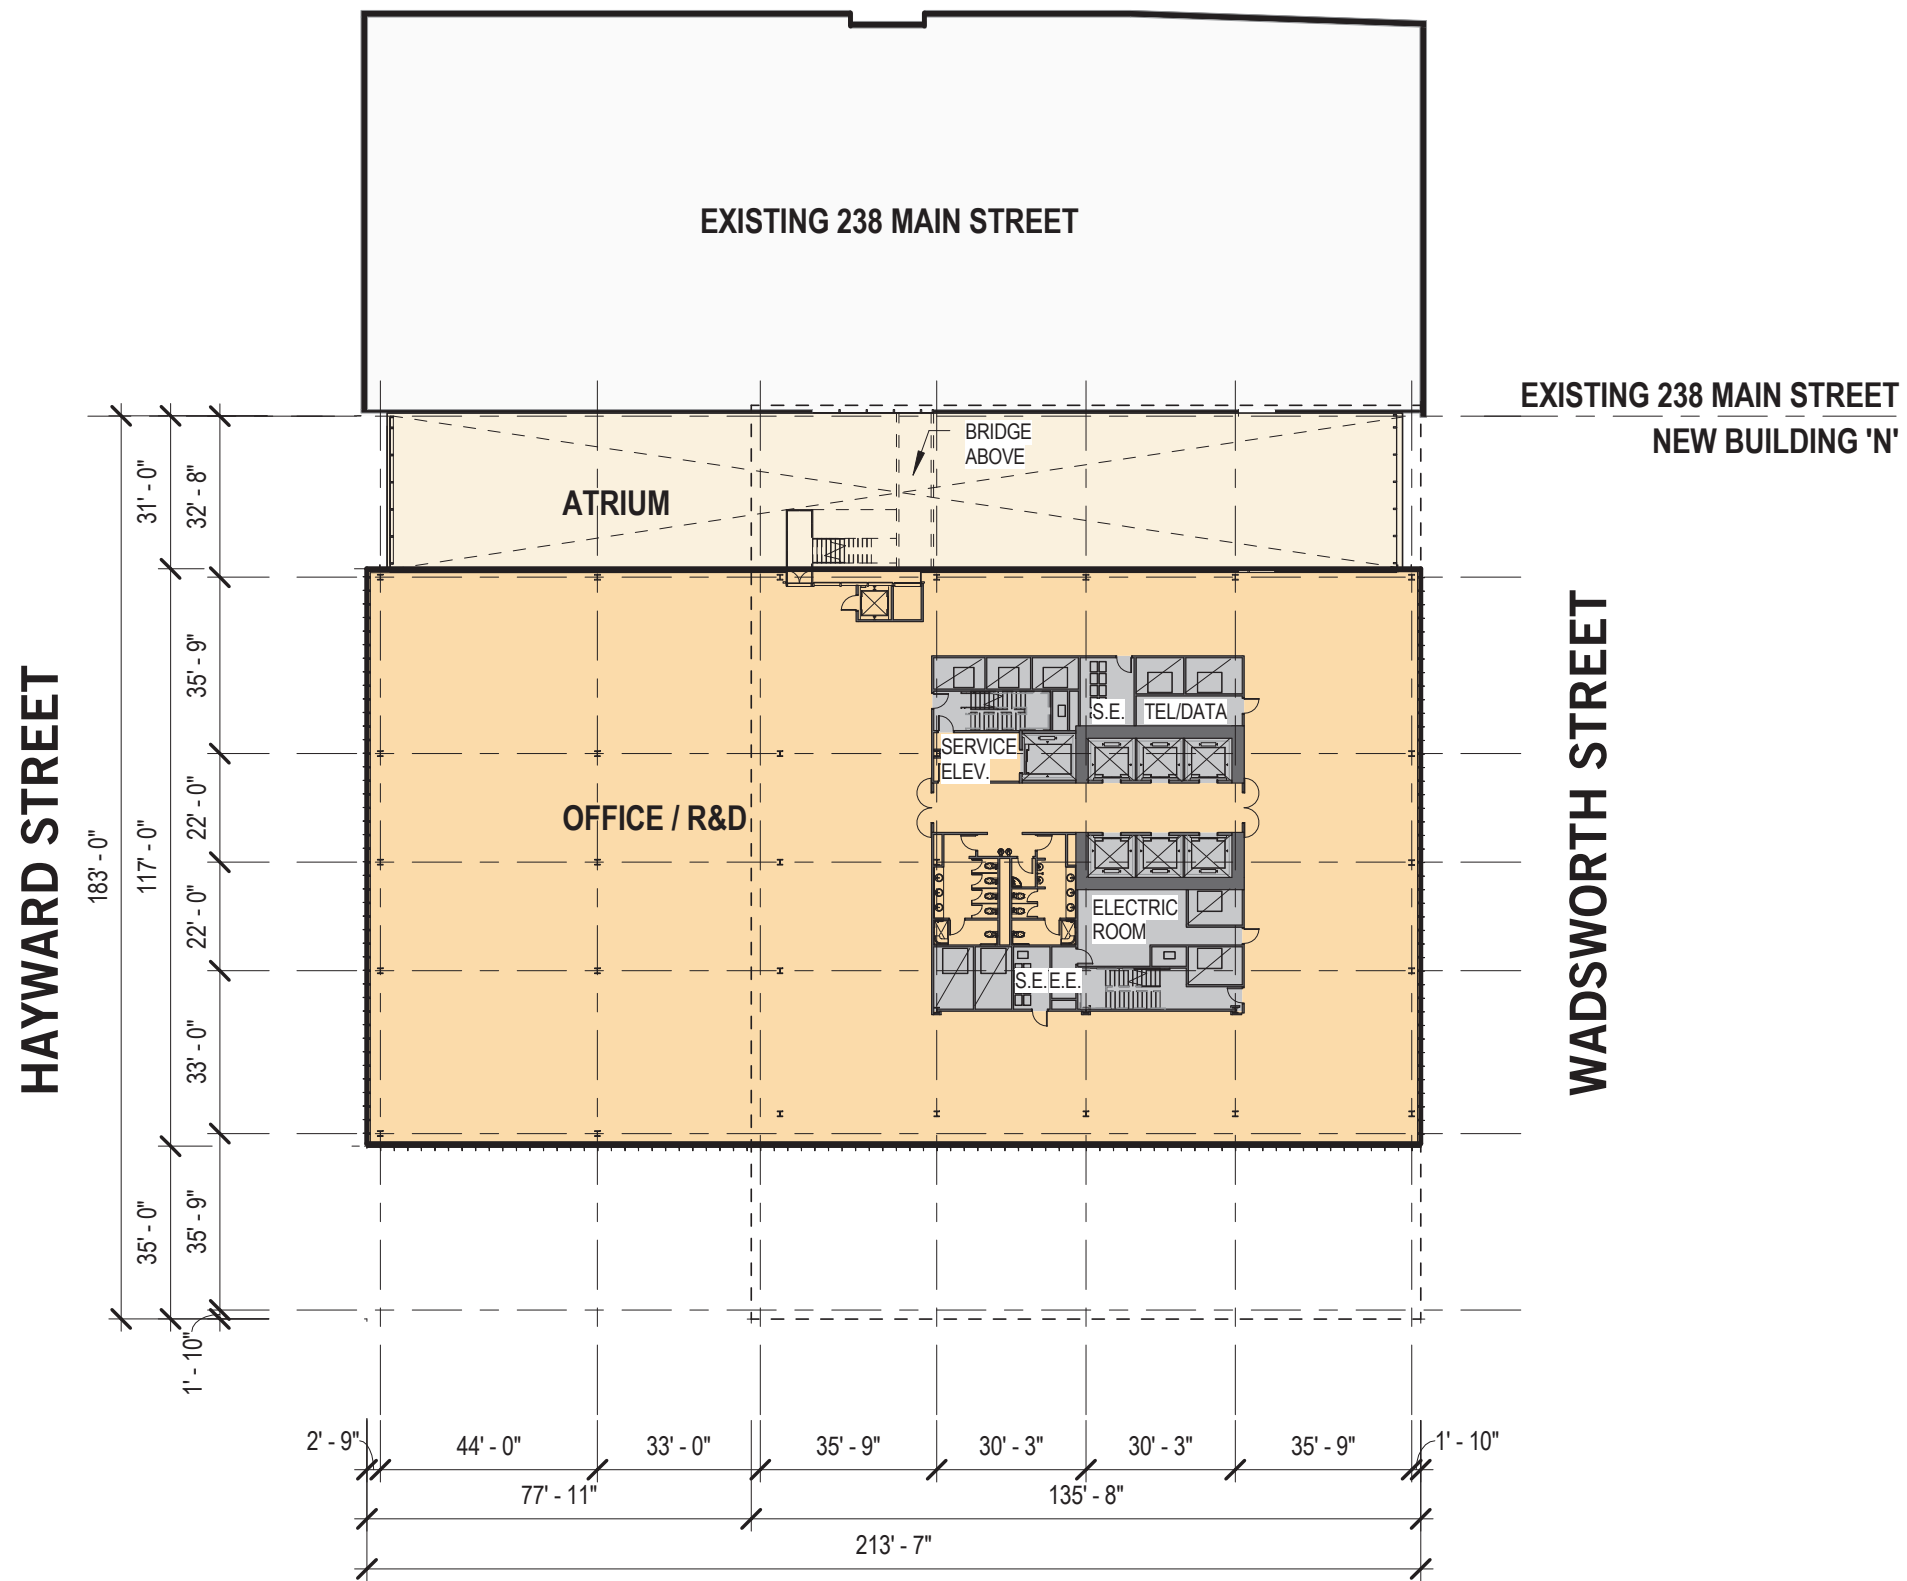 EXISTING 238 MAIN STREET
EXISTING 238 MAIN STREET
NEW BUILDING 'N'
BRIDGE
ABOVE
ATRIUM
31' - 0"
32' - 8"
HAYWARD STREET
183' - 0"
117' - 0"
35' - 9"
22' - 0"
22' - 0"
33' - 0"
35' - 0"
35' - 9"
1' - 10"
S.E.
TEL/DATA
SERVICE
ELEV.
OFFICE / R&D
ELECTRIC
ROOM
S.E.
E.E.
WADSWORTH STREET
2' - 9"
44' - 0"
33' - 0"
35' - 9"
30' - 3"
30' - 3"
35' - 9"
1' - 10"
77' - 11"
135' - 8"
213' - 7"